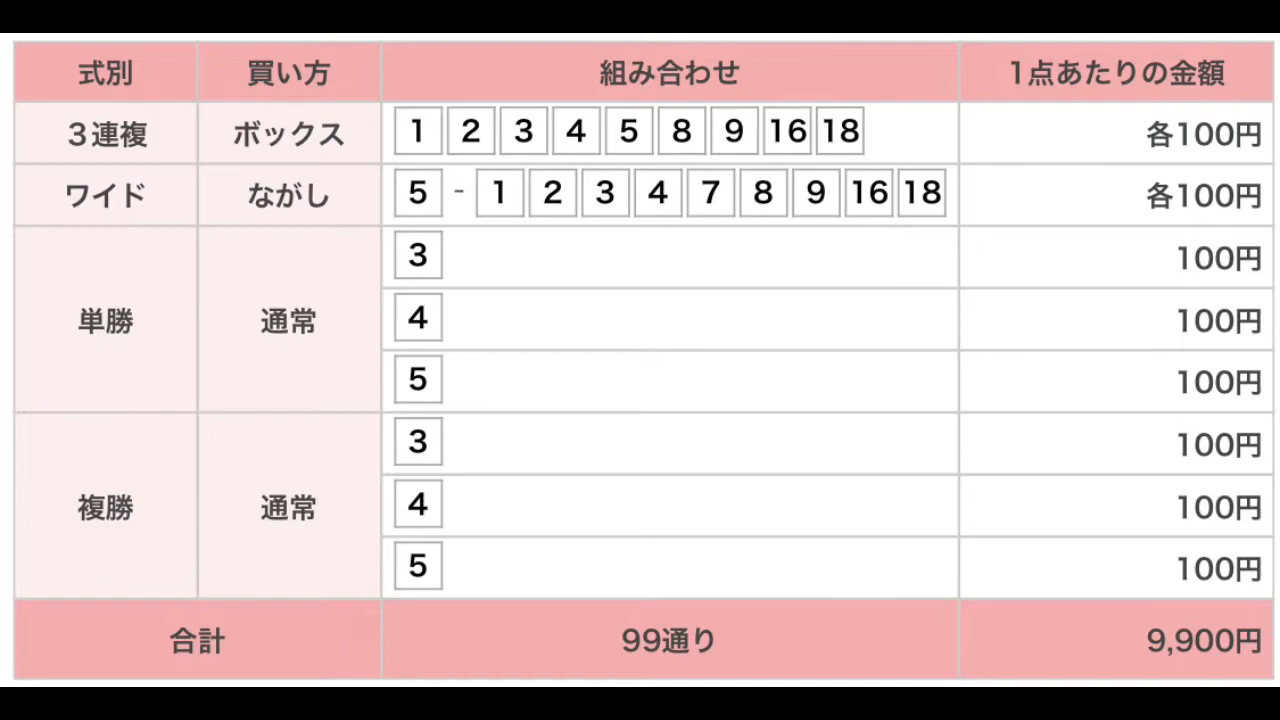 式別 買い方 組み合わせ 1点あたりの金額
3連複 ボックス 1 2 3 4 5 8 9 16 18 各100円
ワイド ながし 5 - 1 2 3 4 7 8 9 16 18 各100円
単勝 通常 3 100円
4 100円
5 100円
複勝 通常 3 100円
4 100円
5 100円
合計 99通り 9,900円